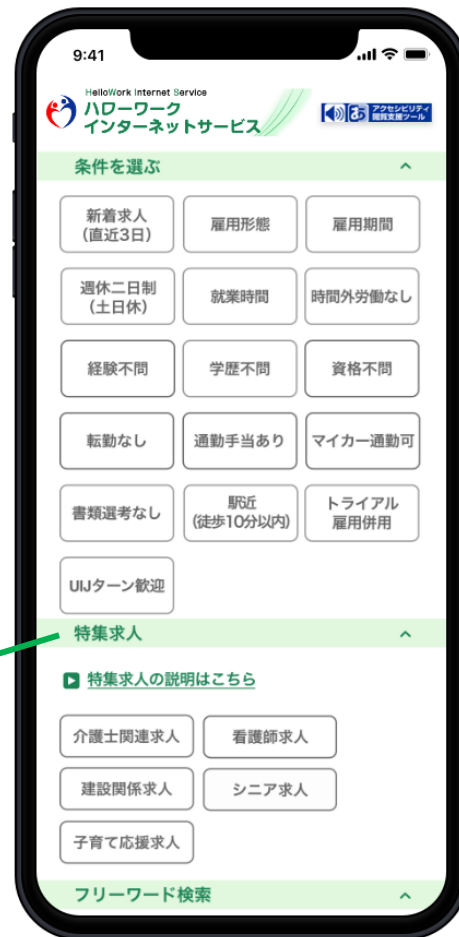 9:41
HelloWork Internet Service
ハローワーク
インターネットサービス
あ
アクセシビリティ
閲覧支援ツール
条件を選ぶ
新着求人
(直近3日)
雇用形態
雇用期間
週休二日制
(土日休)
就業時間
時間外労働なし
経験不問
学歴不問
資格不問
転勤なし
通勤手当あり
マイカー通勤可
書類選考なし
駅近
(徒歩10分以内)
トライアル
雇用併用
UIJターン歓迎
特集求人
特集求人の説明はこちら
介護士関連求人
看護師求人
建設関係求人
シニア求人
子育て応援求人
フリーワード検索